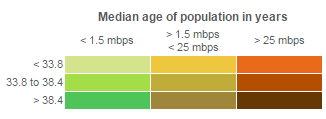 Median age of population in years
< 1.5 mbps
> 1.5 mbps
< 25 mbps
> 25 mbps
< 33.8
33.8 to 38.4
> 38.4